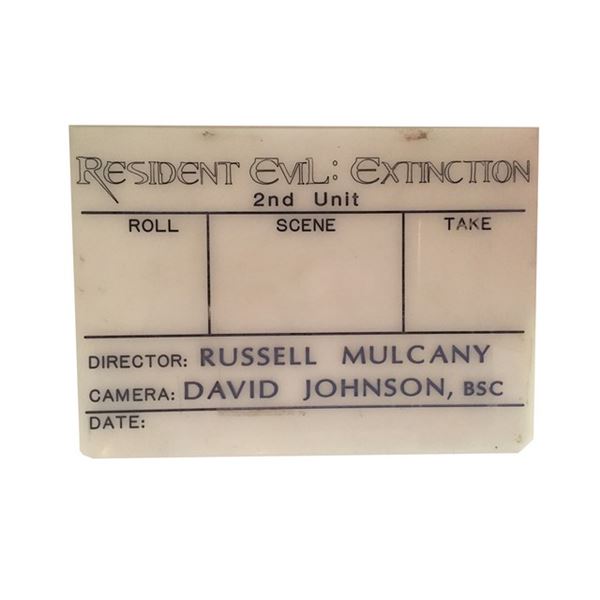 RESIDENT EVIL: EXTINCTION
2nd Unit
ROLL SCENE TAKE
DIRECTOR: RUSSELL MULCANY
CAMERA: DAVID JOHNSON, BSC
DATE: